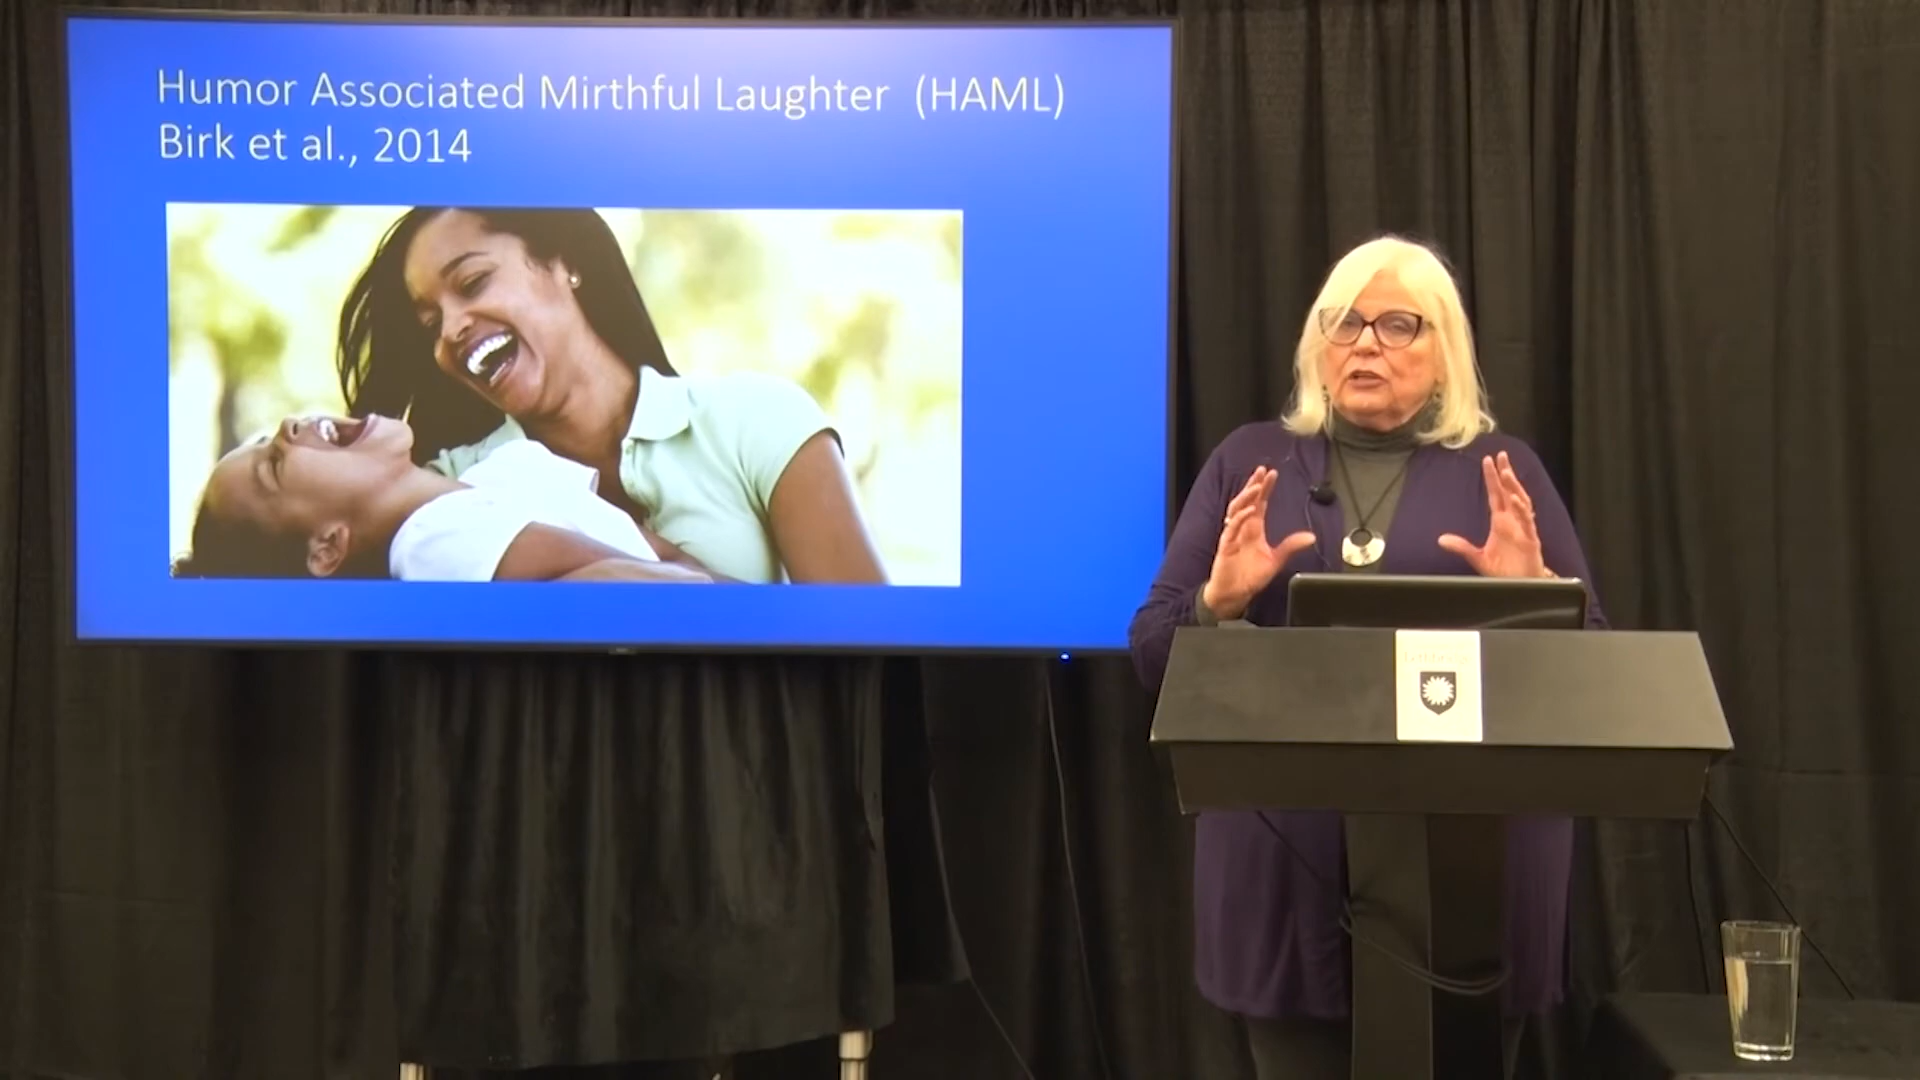 Humor Associated Mirthful Laughter (HAML)
Birk et al., 2014